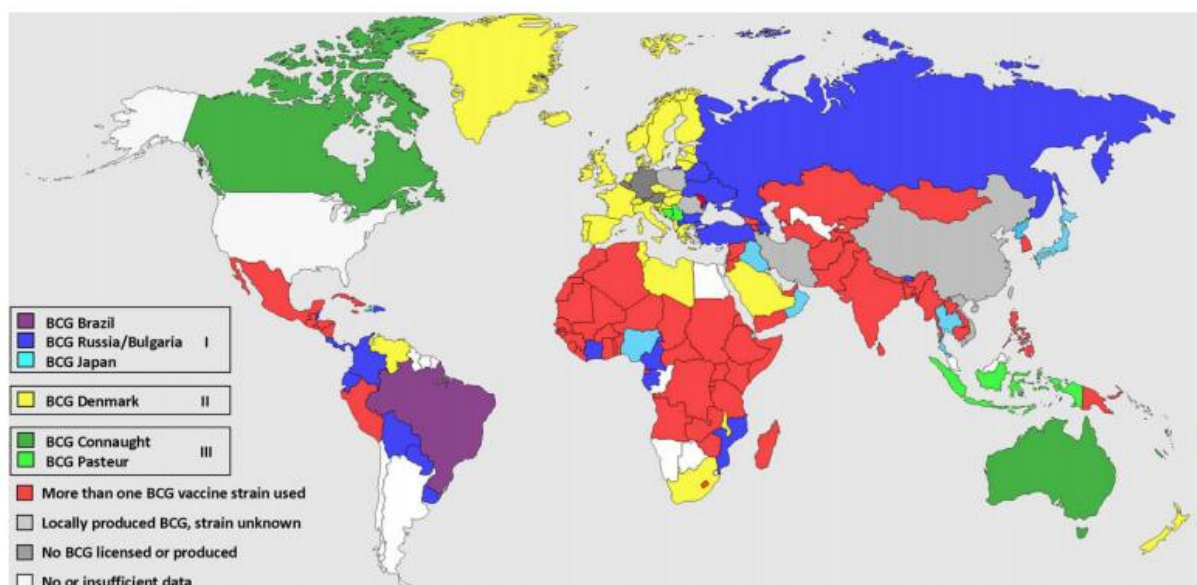 BCG Brazil
BCG Russia/Bulgaria I
BCG Japan
BCG Denmark II
BCG Connaught
BCG Pasteur III
More than one BCG vaccine strain used
Locally produced BCG, strain unknown
No BCG licensed or produced
No or insufficient data